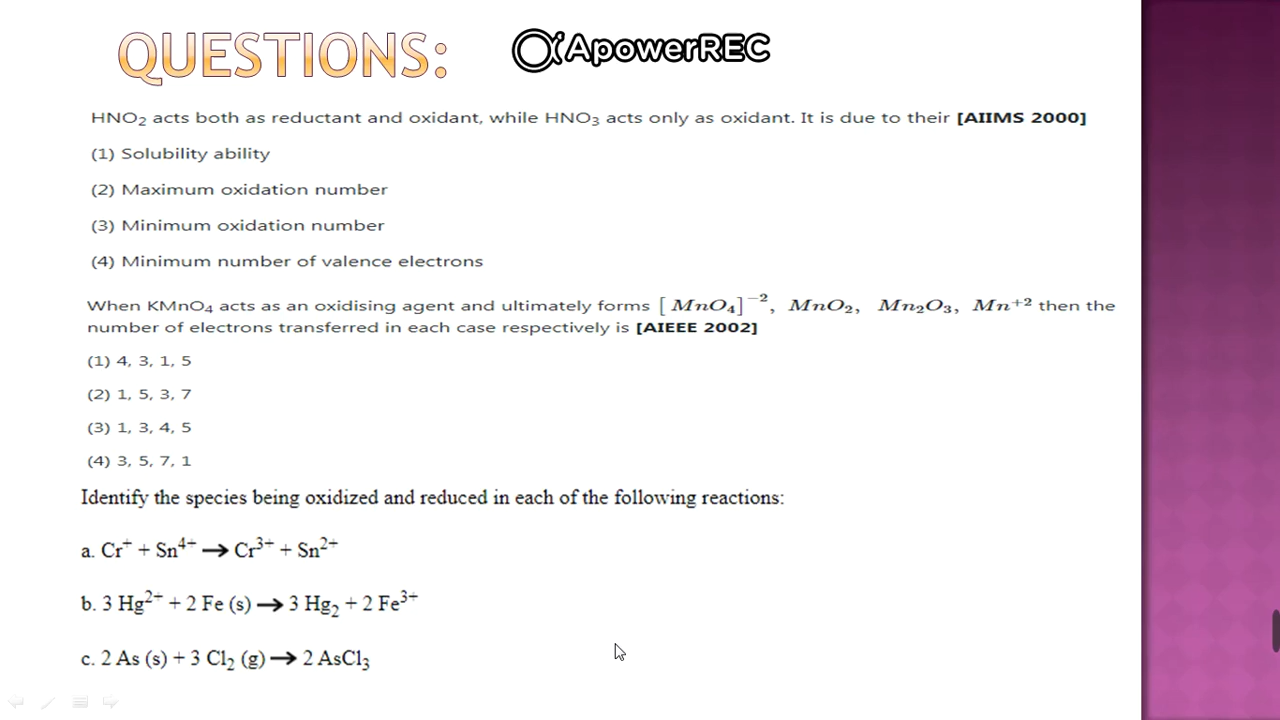 QUESTIONS:
ApowerREC
HNO₂ acts both as reductant and oxidant, while HNO₃ acts only as oxidant. It is due to their [AIIMS 2000]
(1) Solubility ability
(2) Maximum oxidation number
(3) Minimum oxidation number
(4) Minimum number of valence electrons
When KMnO₄ acts as an oxidising agent and ultimately forms [MnO₄]⁻², MnO₂, Mn₂O₃, Mn⁺² then the
number of electrons transferred in each case respectively is [AIEEE 2002]
(1) 4, 3, 1, 5
(2) 1, 5, 3, 7
(3) 1, 3, 4, 5
(4) 3, 5, 7, 1
Identify the species being oxidized and reduced in each of the following reactions:
a. Cr⁺ + Sn⁴⁺ → Cr³⁺ + Sn²⁺
b. 3 Hg²⁺ + 2 Fe (s) → 3 Hg₂ + 2 Fe³⁺
c. 2 As (s) + 3 Cl₂ (g) → 2 AsCl₃